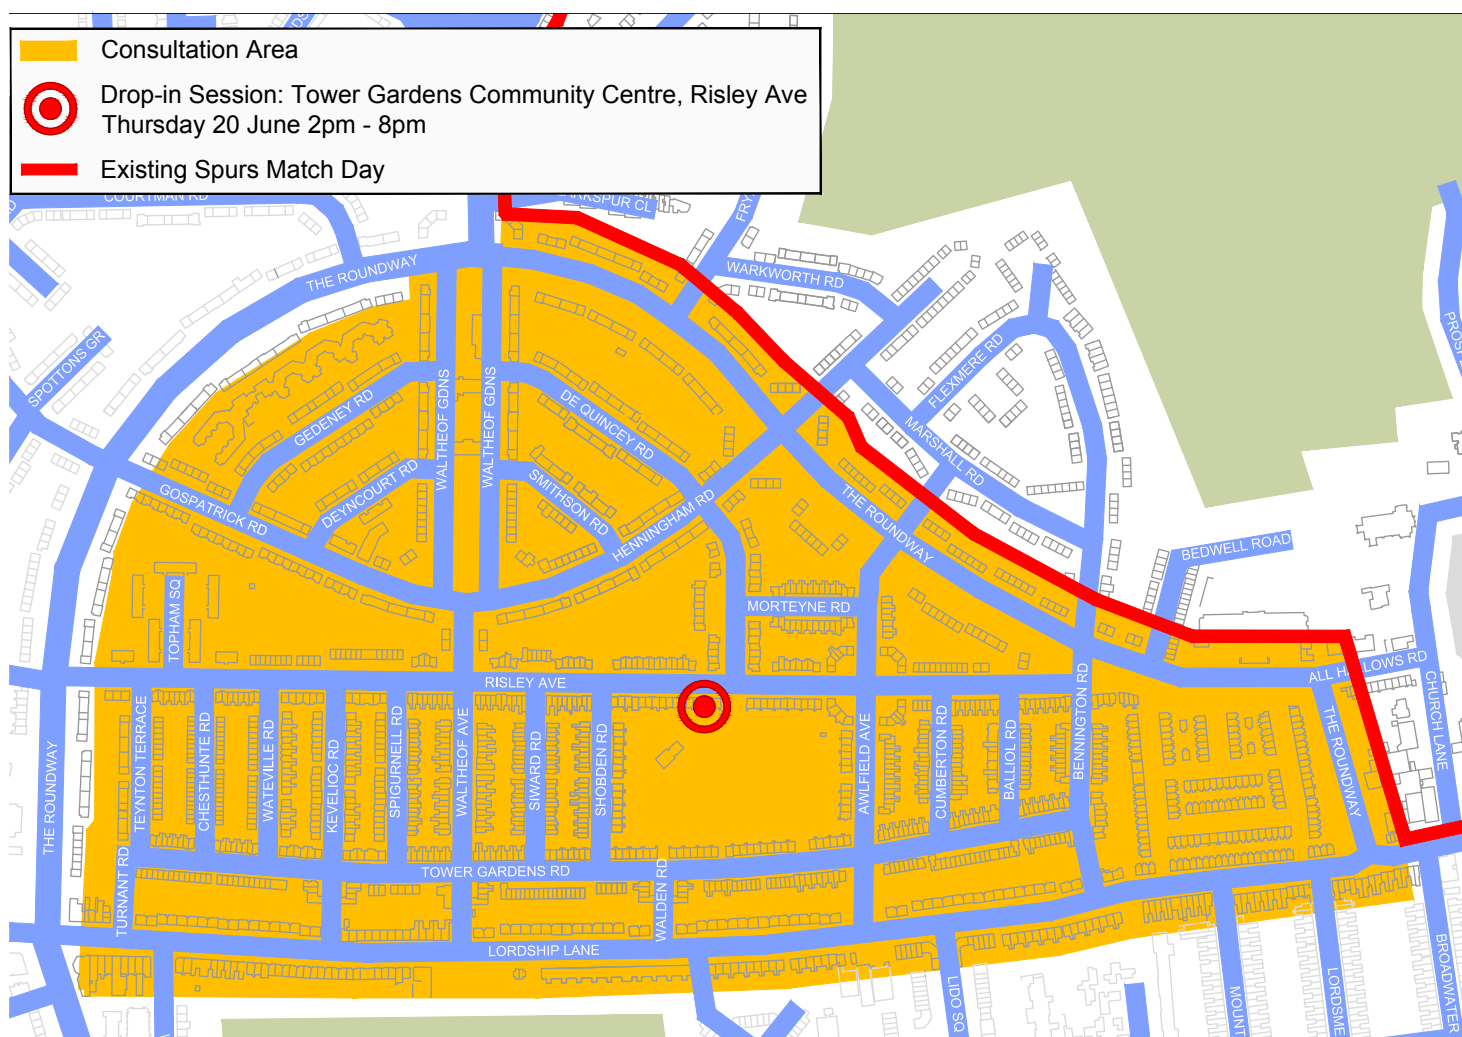 Consultation Area
Drop-in Session: Tower Gardens Community Centre, Risley Ave
Thursday 20 June 2pm - 8pm
Existing Spurs Match Day
COURTMAN RD
ARKSPUR CL
FRY
THE ROUNDWAY
WARKWORTH RD
SPOTTONS GR
FLEXMERE RD
PROSP
GEDENEY RD
WALTHEOF GDNS
WALTHEOF GDNS
DE QUINCEY RD
MARSHALL RD
GOSPATRICK RD
DEYNCOURT RD
SMITHSON RD
HENNINGHAM RD
THE ROUNDWAY
BEDWELL ROAD
TOPHAM SQ
MORTEYNE RD
RISLEY AVE
ALL H LLOWS RD
CHURCH LANE
THE ROUNDWAY
TEYNTON TERRACE
CHESTHUNTE RD
WATEVILLE RD
KEVELIOC RD
SPIGURNELL RD
WALTHEOF AVE
SIWARD RD
SHOBDEN RD
AWLFIELD AVE
CUMBERTON RD
BALLIOL RD
BENNINGTON RD
THE ROUNDWAY
TURNANT RD
TOWER GARDENS RD
WALDEN RD
LORDSHIP LANE
LIDO SQ
MOUNT
LORDSME
BROADWATER